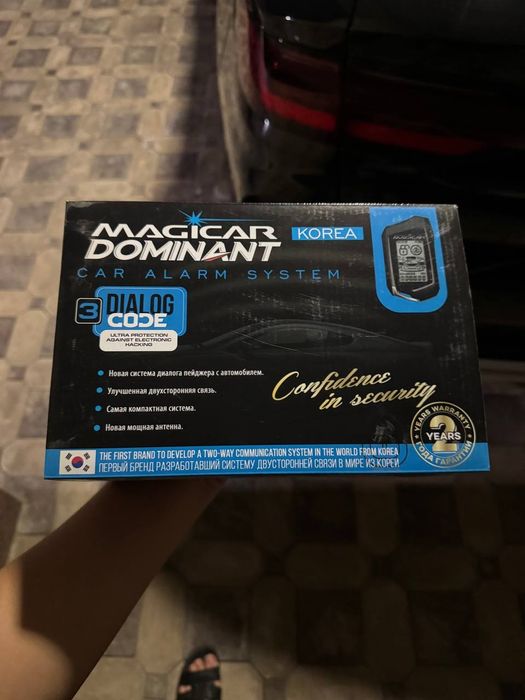 MAGICAR
DOMINANT
KOREA
CAR ALARM SYSTEM
MAGICAR
3 DIALOG
CODE
ULTRA PROTECTION
AGAINST ELECTRONIC
HACKING
Новая система диалога пейджера с автомобилем.
Улучшенная двухсторонняя связь.
Самая компактная система.
Новая мощная антенна.
Confidence
in security
YEARS WARRANTY
2
YEARS
ГОДА ГАРАНТИИ
THE FIRST BRAND TO DEVELOP A TWO-WAY COMMUNICATION SYSTEM IN THE WORLD FROM KOREA
ПЕРВЫЙ БРЕНД РАЗРАБОТАВШИЙ СИСТЕМУ ДВУСТОРОННЕЙ СВЯЗИ В МИРЕ ИЗ КОРЕИ